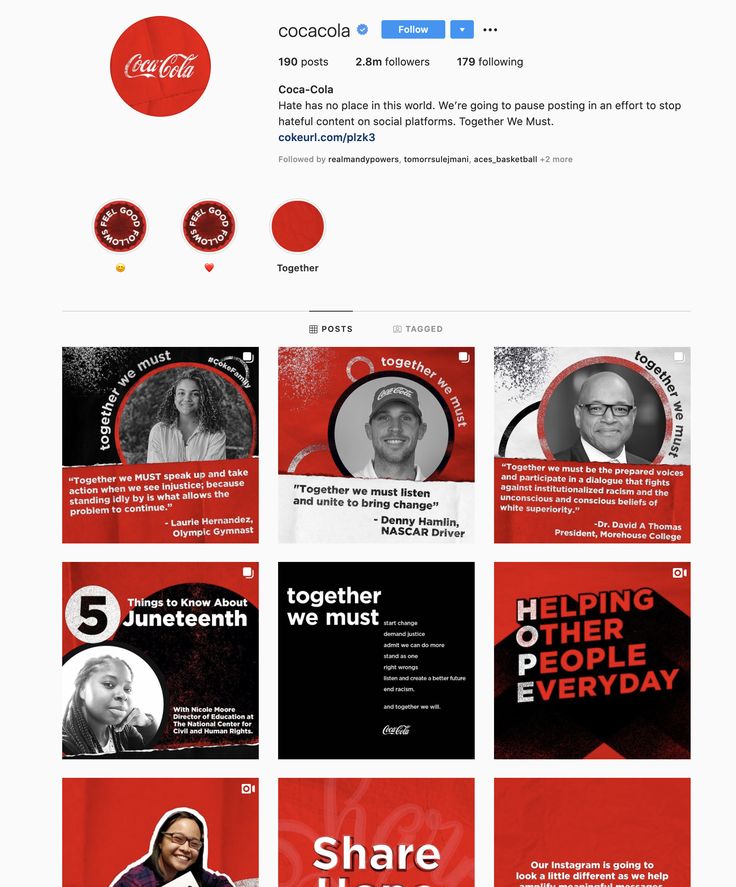 Coca-Cola
cocacola Follow
190 posts 2.8m followers 179 following
Coca-Cola
Hate has no place in this world. We're going to pause posting in an effort to stop
hateful content on social platforms. Together We Must.
cokeurl.com/plzk3
Followed by realmandypowers, tomorrsulejmani, aces_basketball +2 more
FEEL GOOD FOLLOWS
FEEL GOOD FOLLOWS
😊 ❤️ Together
POSTS TAGGED
together we must
#CokeFamily
"Together we MUST speak up and take
action when we see injustice; because
standing idly by is what allows the
problem to continue."
- Laurie Hernandez,
Olympic Gymnast
together we must
Coca-Cola
"Together we must listen
and unite to bring change"
- Denny Hamlin,
NASCAR Driver
together we must
"Together we must be the prepared voices
and participate in a dialogue that fights
against institutionalized racism and the
unconscious and conscious beliefs of
white superiority."
-Dr. David A Thomas
President, Morehouse College
5 Things to Know About
Juneteenth
With Nicole Moore
Director of Education at
The National Center for
Civil and Human Rights.
together
we must
start change
demand justice
admit we can do more
stand as one
right wrongs
listen and create a better future
end racism.
and together we will.
Coca-Cola
HELPING
OTHER
PEOPLE
EVERYDAY
Share
Hope
Our Instagram is going to
look a little different as we help
amplify meaningful messages